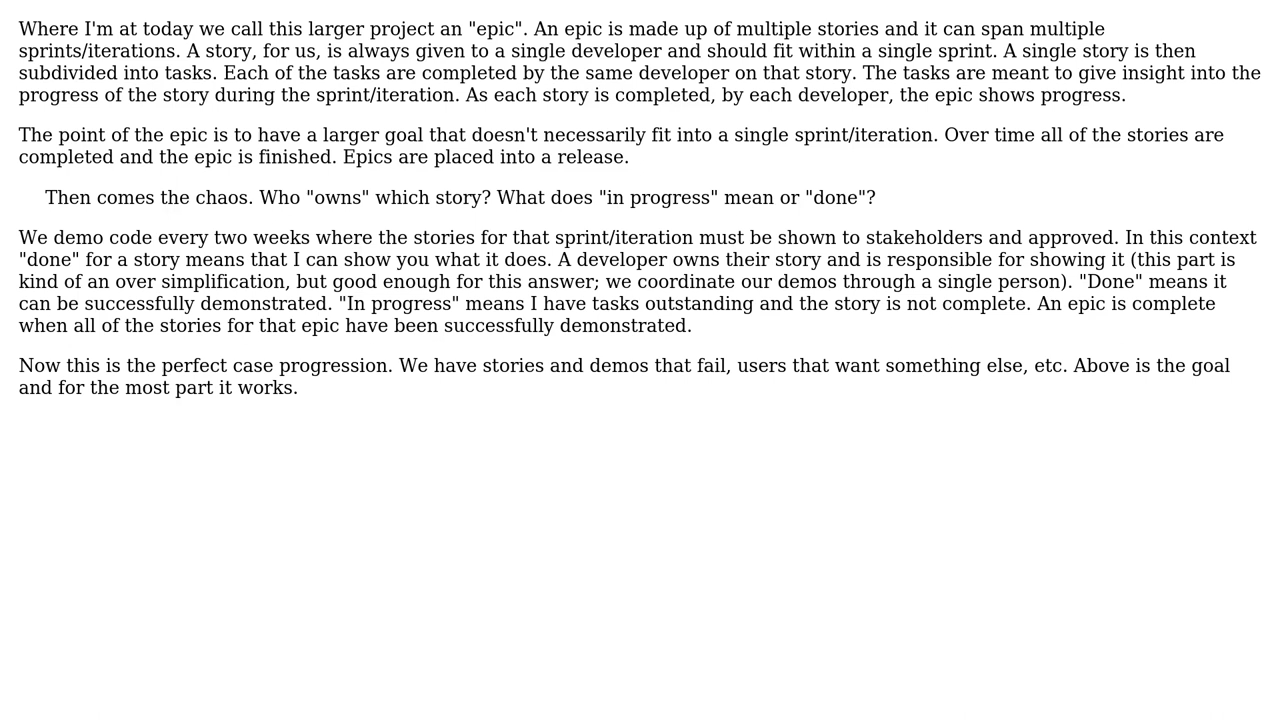 Where I'm at today we call this larger project an "epic". An epic is made up of multiple stories and it can span multiple
sprints/iterations. A story, for us, is always given to a single developer and should fit within a single sprint. A single story is then
subdivided into tasks. Each of the tasks are completed by the same developer on that story. The tasks are meant to give insight into the
progress of the story during the sprint/iteration. As each story is completed, by each developer, the epic shows progress.
The point of the epic is to have a larger goal that doesn't necessarily fit into a single sprint/iteration. Over time all of the stories are
completed and the epic is finished. Epics are placed into a release.
Then comes the chaos. Who "owns" which story? What does "in progress" mean or "done"?
We demo code every two weeks where the stories for that sprint/iteration must be shown to stakeholders and approved. In this context
"done" for a story means that I can show you what it does. A developer owns their story and is responsible for showing it (this part is
kind of an over simplification, but good enough for this answer; we coordinate our demos through a single person). "Done" means it
can be successfully demonstrated. "In progress" means I have tasks outstanding and the story is not complete. An epic is complete
when all of the stories for that epic have been successfully demonstrated.
Now this is the perfect case progression. We have stories and demos that fail, users that want something else, etc. Above is the goal
and for the most part it works.